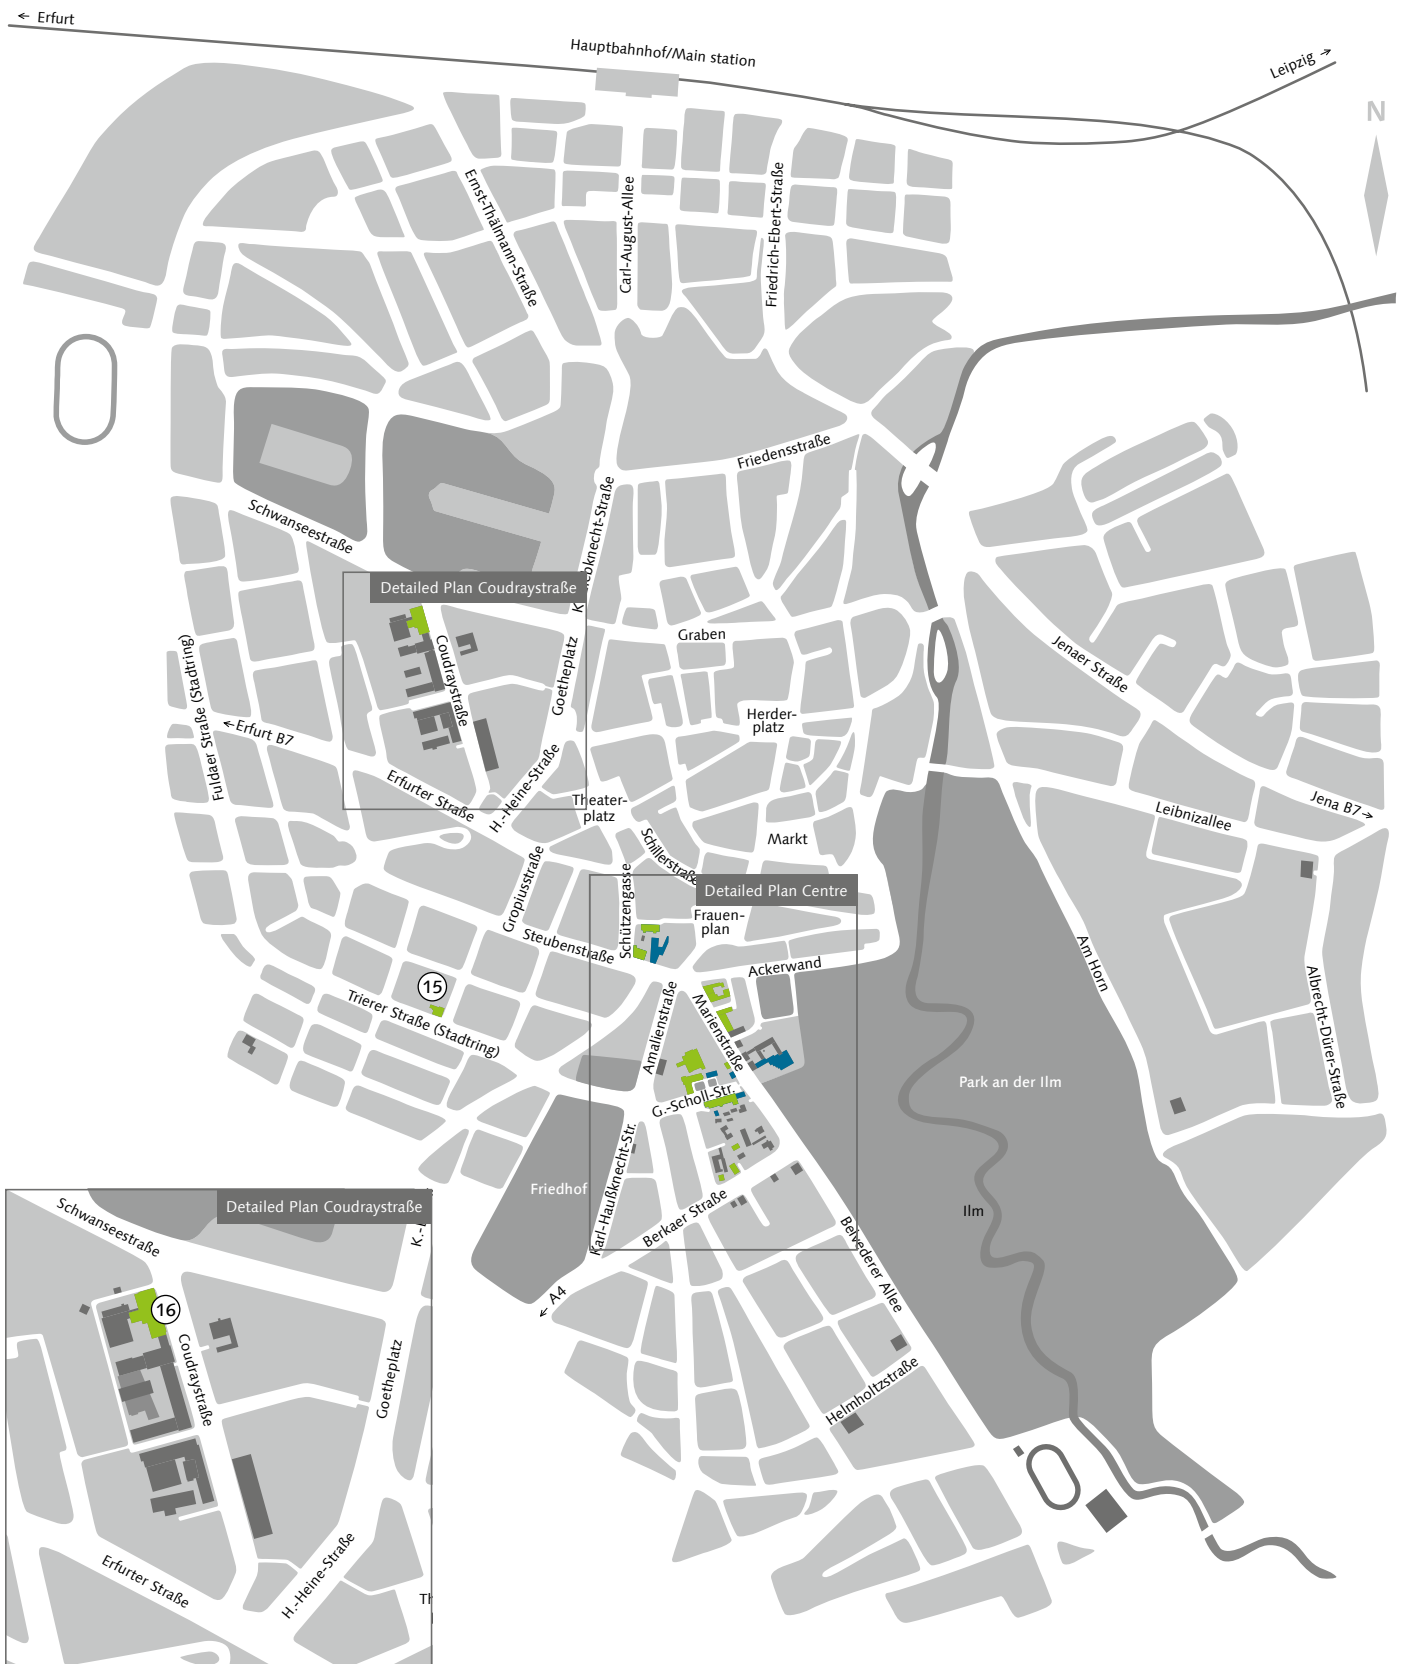 ← Erfurt
Hauptbahnhof/Main station
Leipzig →
N
Ernst-Thälmann-Straße
Carl-August-Allee
Friedrich-Ebert-Straße
Friedensstraße
Schwanseestraße
Detailed Plan Coudraystraße
Coudraystraße
Goetheplatz
Graben
Jenaer Straße
Fuldaer Straße (Stadtring)
← Erfurt B7
Herder-
platz
Erfurter Straße
H.-Heine-Straße
Theater-
platz
Markt
Schillerstraße
Leibnizallee
Jena B7 →
Gropiusstraße
Schützengasse
Detailed Plan Centre
Frauen-
plan
Steubenstraße
Ackerwand
Am Horn
Albrecht-Dürer-Straße
15
Trierer Straße (Stadtring)
Amalienstraße
Marienstraße
G.-Scholl-Str.
Park an der Ilm
Friedhof
Karl-Haußknecht-Str.
Berkaer Straße
Ilm
Belvederer Allee
← A4
Helmholtzstraße
Detailed Plan Coudraystraße
Schwanseestraße
16
Coudraystraße
Goetheplatz
Erfurter Straße
H.-Heine-Straße